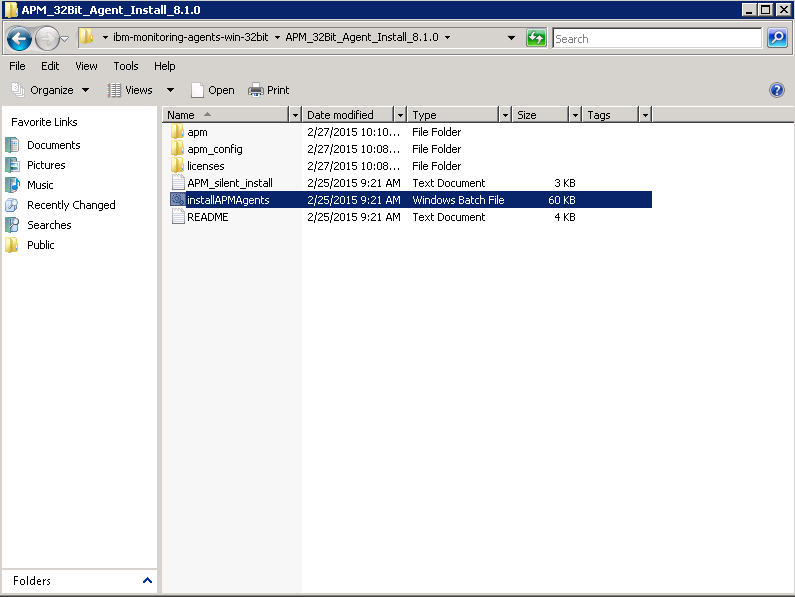 APM_32Bit_Agent_Install_8.1.0
ibm-monitoring-agents-win-32bit APM_32Bit_Agent_Install_8.1.0 Search
File Edit View Tools Help
Organize Views Open Print
Favorite Links
Documents
Pictures
Music
Recently Changed
Searches
Public
Folders
Name Date modified Type Size Tags
apm 2/27/2015 10:10... File Folder
apm_config 2/27/2015 10:08... File Folder
licenses 2/27/2015 10:08... File Folder
APM_silent_install 2/25/2015 9:21 AM Text Document 3 KB
installAPMAgents 2/25/2015 9:21 AM Windows Batch File 60 KB
README 2/25/2015 9:21 AM Text Document 4 KB